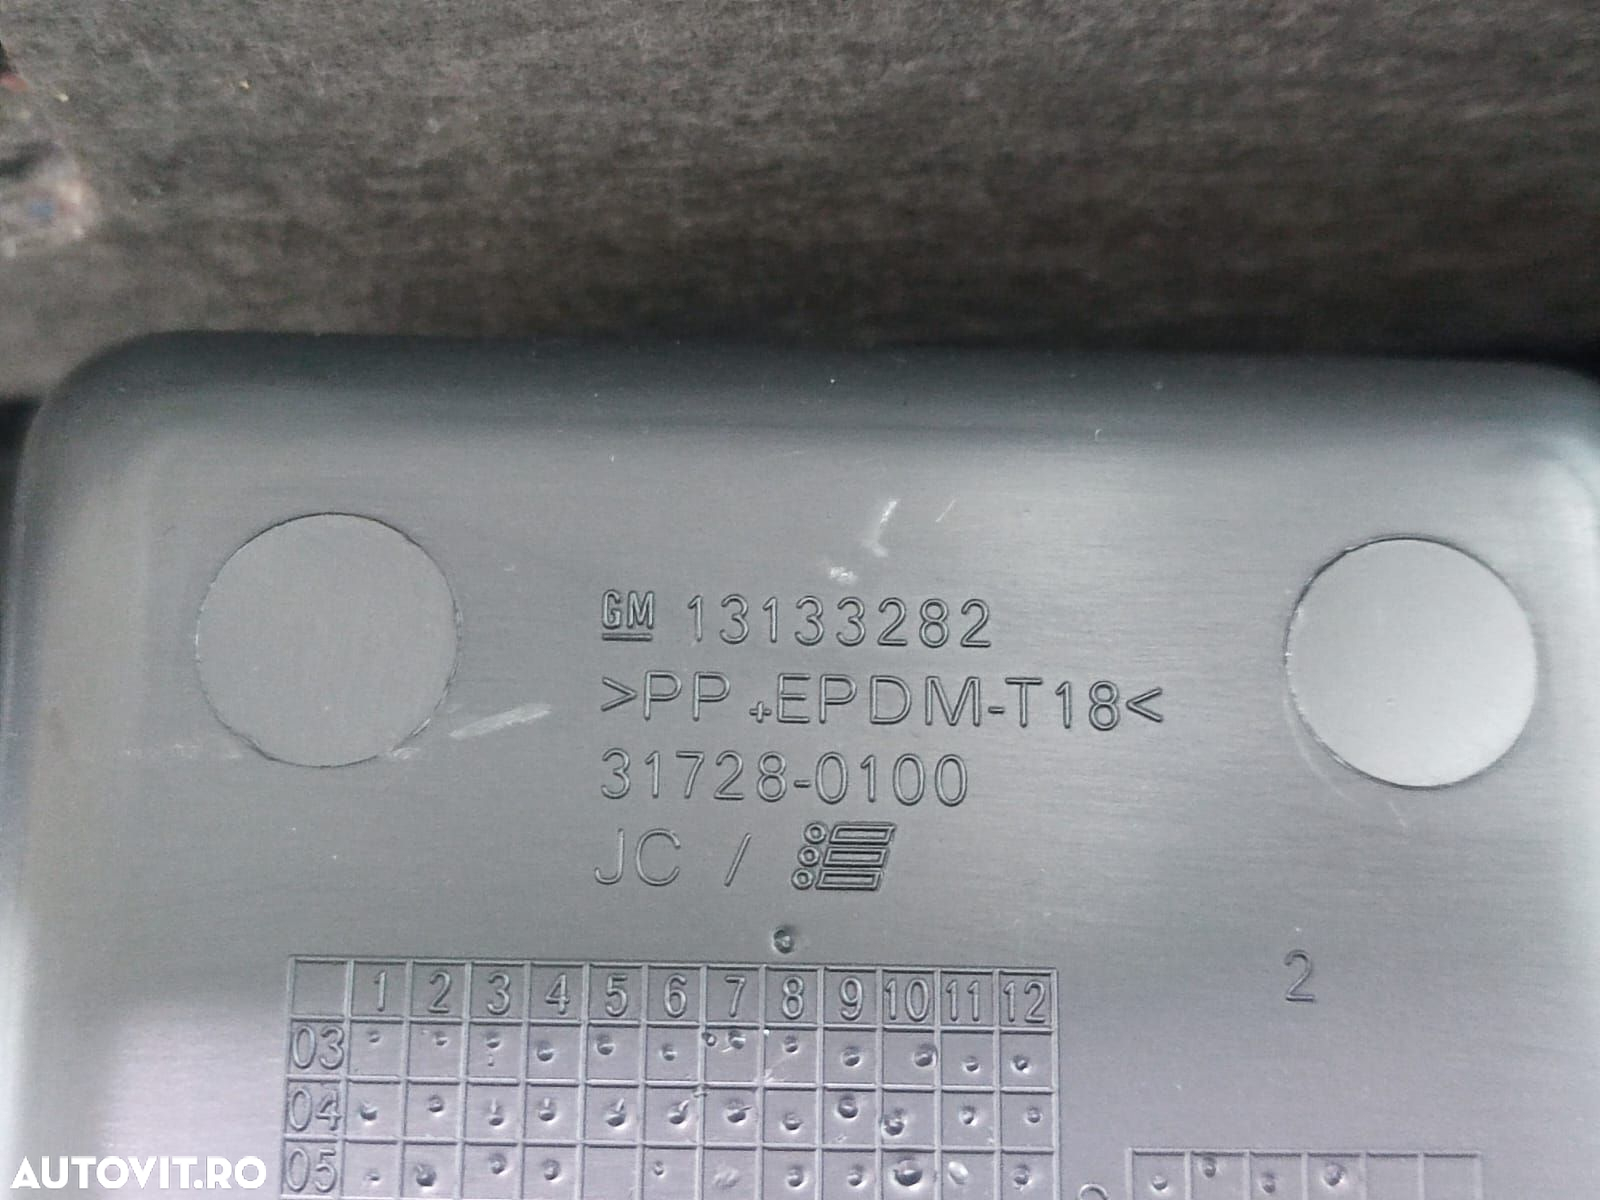 GM 13133282
>PP+EPDM-T18<
31728-0100
JC /
2
1 2 3 4 5 6 7 8 9 10 11 12
03
04
05
AUTOVIT.RO